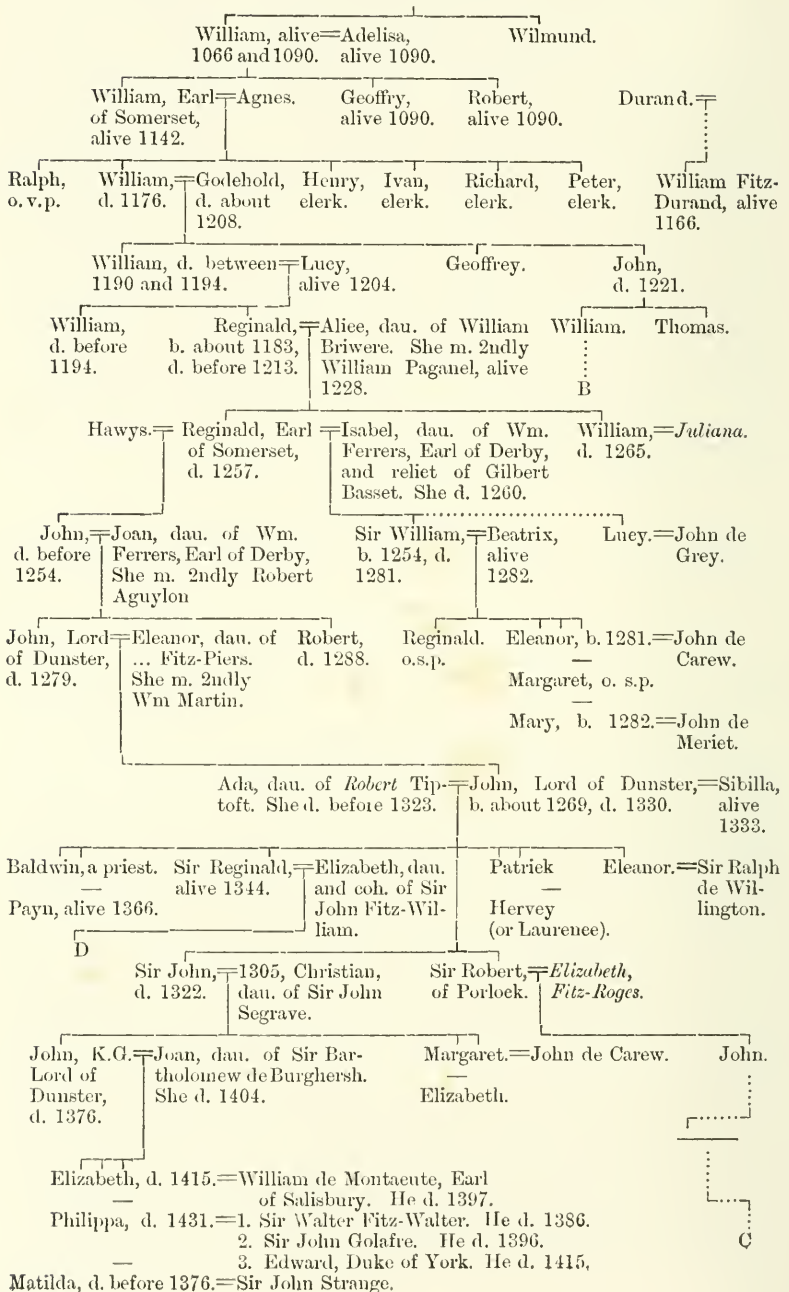 William, alive=Adelisa, Wilmund.
1066 and 1090. alive 1090.
William, Earl Agnes. Geoffry, Robert, Durand.
of Somerset, alive 1090. alive 1090.
alive 1142.
Ralph, William, Godehold, Henry, Ivan, Richard, Peter, William Fitz-
o. v. p. d. 1176. d. about clerk. clerk. clerk. clerk. Durand, alive
1208. 1166.
William, d. between Lucy, Geoffrey. John,
1190 and 1194. alive 1204. d. 1221.
William, Reginald, Alice, dau. of William William. Thomas.
d. before b. about 1183, Briwere. She m. 2ndly
1194. d. before 1213. William Paganel, alive
1228. B
Hawys. Reginald, Earl Isabel, dau. of Wm. William,=Juliana.
of Somerset, Ferrers, Earl of Derby, d. 1265.
d. 1257. and relict of Gilbert
Basset. She d. 1260.
John, Joan, dau. of Wm. Sir William, Beatrix, Lucy.=John de
d. before Ferrers, Earl of Derby, b. 1254, d. alive Grey.
1254. She m. 2ndly Robert 1281. 1282.
Aguylon
John, Lord Eleanor, dau. of Robert, Reginald. Eleanor, b. 1281.=John de
of Dunster, ... Fitz-Piers. d. 1288. o.s.p. — Carew.
d. 1279. She m. 2ndly Margaret, o. s.p.
Wm Martin. —
Mary, b. 1282.=John de
Meriet.
Ada, dau. of Robert Tip- John, Lord of Dunster,=Sibilla,
toft. She d. before 1323. b. about 1269, d. 1330. alive
1333.
Baldwin, a priest. Sir Reginald, Elizabeth, dau. Patrick Eleanor.=Sir Ralph
— alive 1344. and coh. of Sir — de Wil-
Payn, alive 1366. John Fitz-Wil- Hervey lington.
liam. (or Laurence).
D
Sir John, 1305, Christian, Sir Robert, Elizabeth,
d. 1322. dau. of Sir John of Porlock. Fitz-Roges.
Segrave.
John, K.G. Joan, dau. of Sir Bar- Margaret.=John de Carew. John.
Lord of tholomew de Burghersh. —
Dunster, She d. 1404. Elizabeth.
d. 1376.
Elizabeth, d. 1415.=William de Montacute, Earl
— of Salisbury. He d. 1397.
Philippa, d. 1431.=1. Sir Walter Fitz-Walter. He d. 1386.
2. Sir John Golafre. He d. 1396. C
— 3. Edward, Duke of York. He d. 1415.
Matilda, d. before 1376.=Sir John Strange.